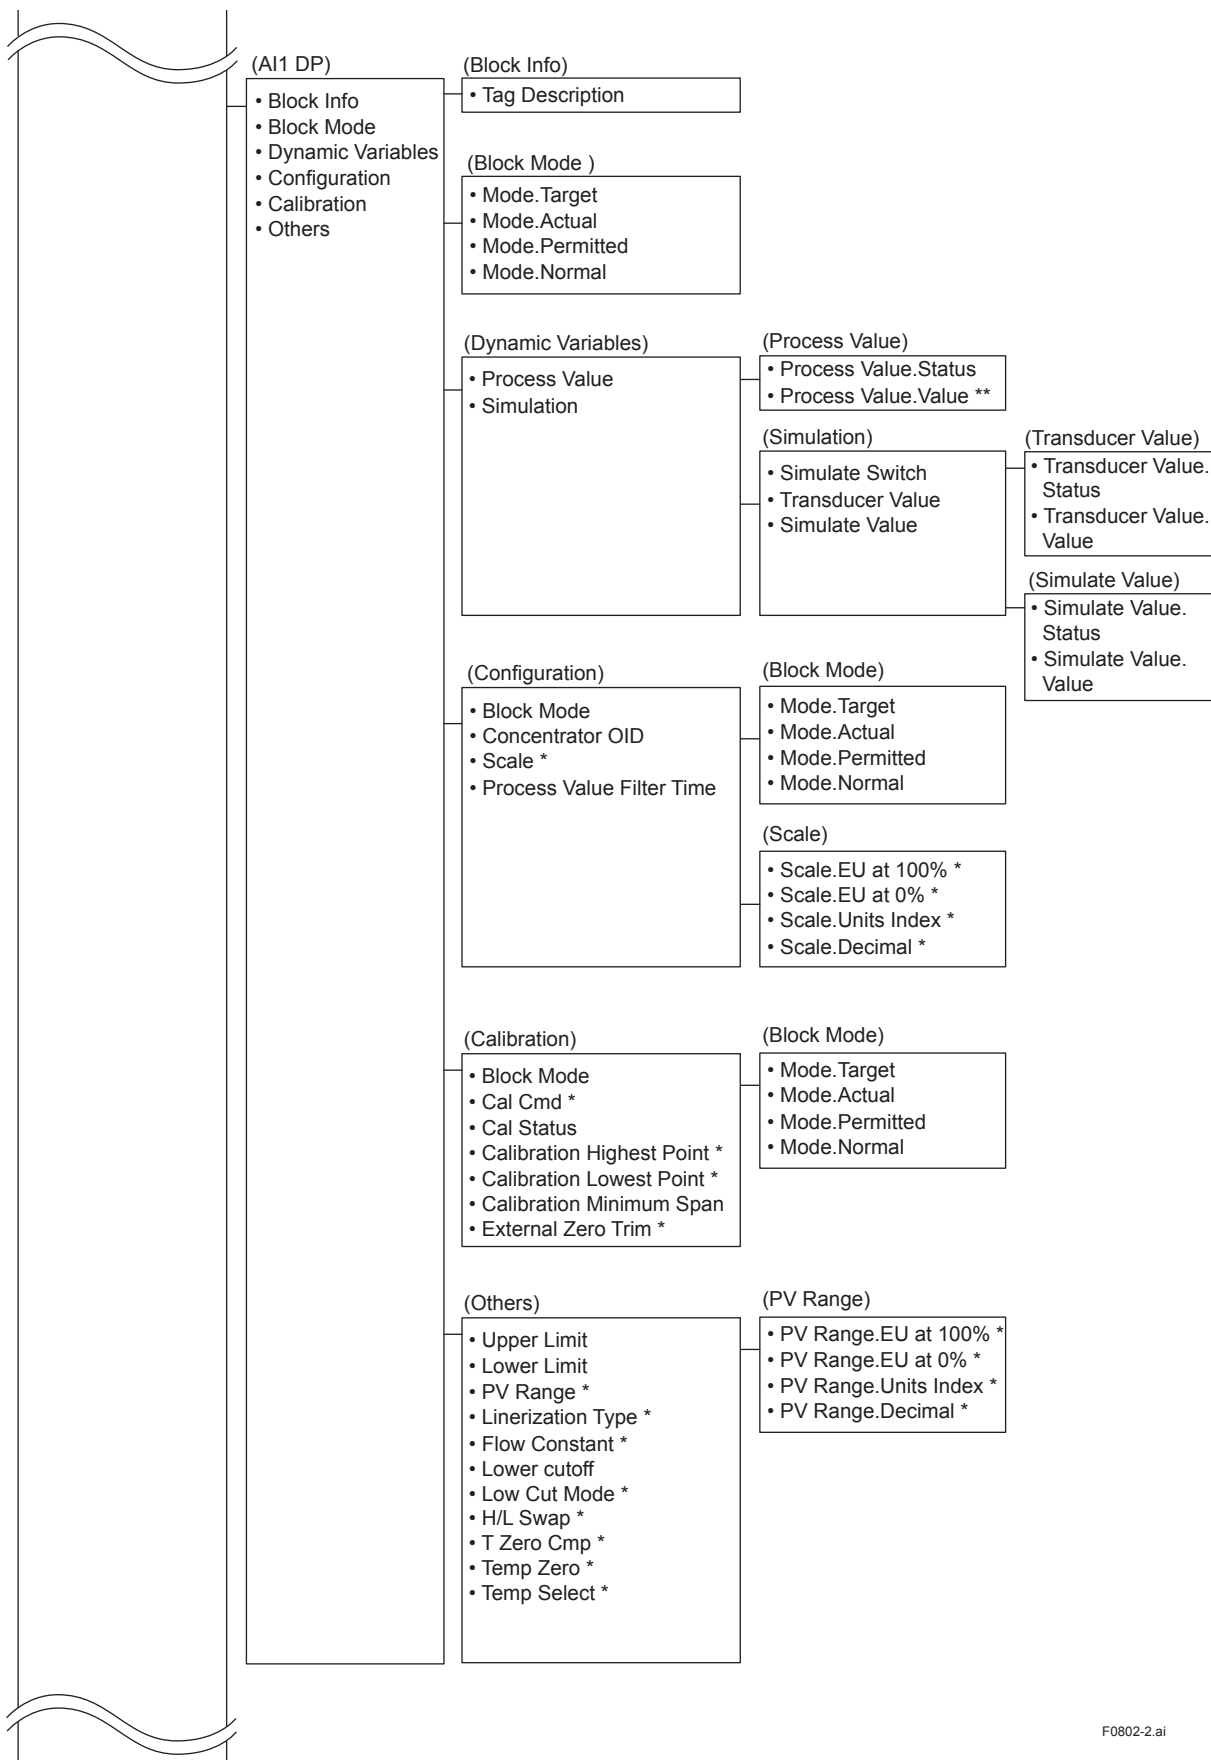 (AI1 DP)
• Block Info
• Block Mode
• Dynamic Variables
• Configuration
• Calibration
• Others
(Block Info)
• Tag Description
(Block Mode )
• Mode.Target
• Mode.Actual
• Mode.Permitted
• Mode.Normal
(Dynamic Variables)
• Process Value
• Simulation
(Process Value)
• Process Value.Status
• Process Value.Value **
(Simulation)
• Simulate Switch
• Transducer Value
• Simulate Value
(Transducer Value)
• Transducer Value.
Status
• Transducer Value.
Value
(Simulate Value)
• Simulate Value.
Status
• Simulate Value.
Value
(Configuration)
• Block Mode
• Concentrator OID
• Scale *
• Process Value Filter Time
(Block Mode)
• Mode.Target
• Mode.Actual
• Mode.Permitted
• Mode.Normal
(Scale)
• Scale.EU at 100% *
• Scale.EU at 0% *
• Scale.Units Index *
• Scale.Decimal *
(Calibration)
• Block Mode
• Cal Cmd *
• Cal Status
• Calibration Highest Point *
• Calibration Lowest Point *
• Calibration Minimum Span
• External Zero Trim *
(Block Mode)
• Mode.Target
• Mode.Actual
• Mode.Permitted
• Mode.Normal
(Others)
• Upper Limit
• Lower Limit
• PV Range *
• Linerization Type *
• Flow Constant *
• Lower cutoff
• Low Cut Mode *
• H/L Swap *
• T Zero Cmp *
• Temp Zero *
• Temp Select *
(PV Range)
• PV Range.EU at 100% *
• PV Range.EU at 0% *
• PV Range.Units Index *
• PV Range.Decimal *
F0802-2.ai